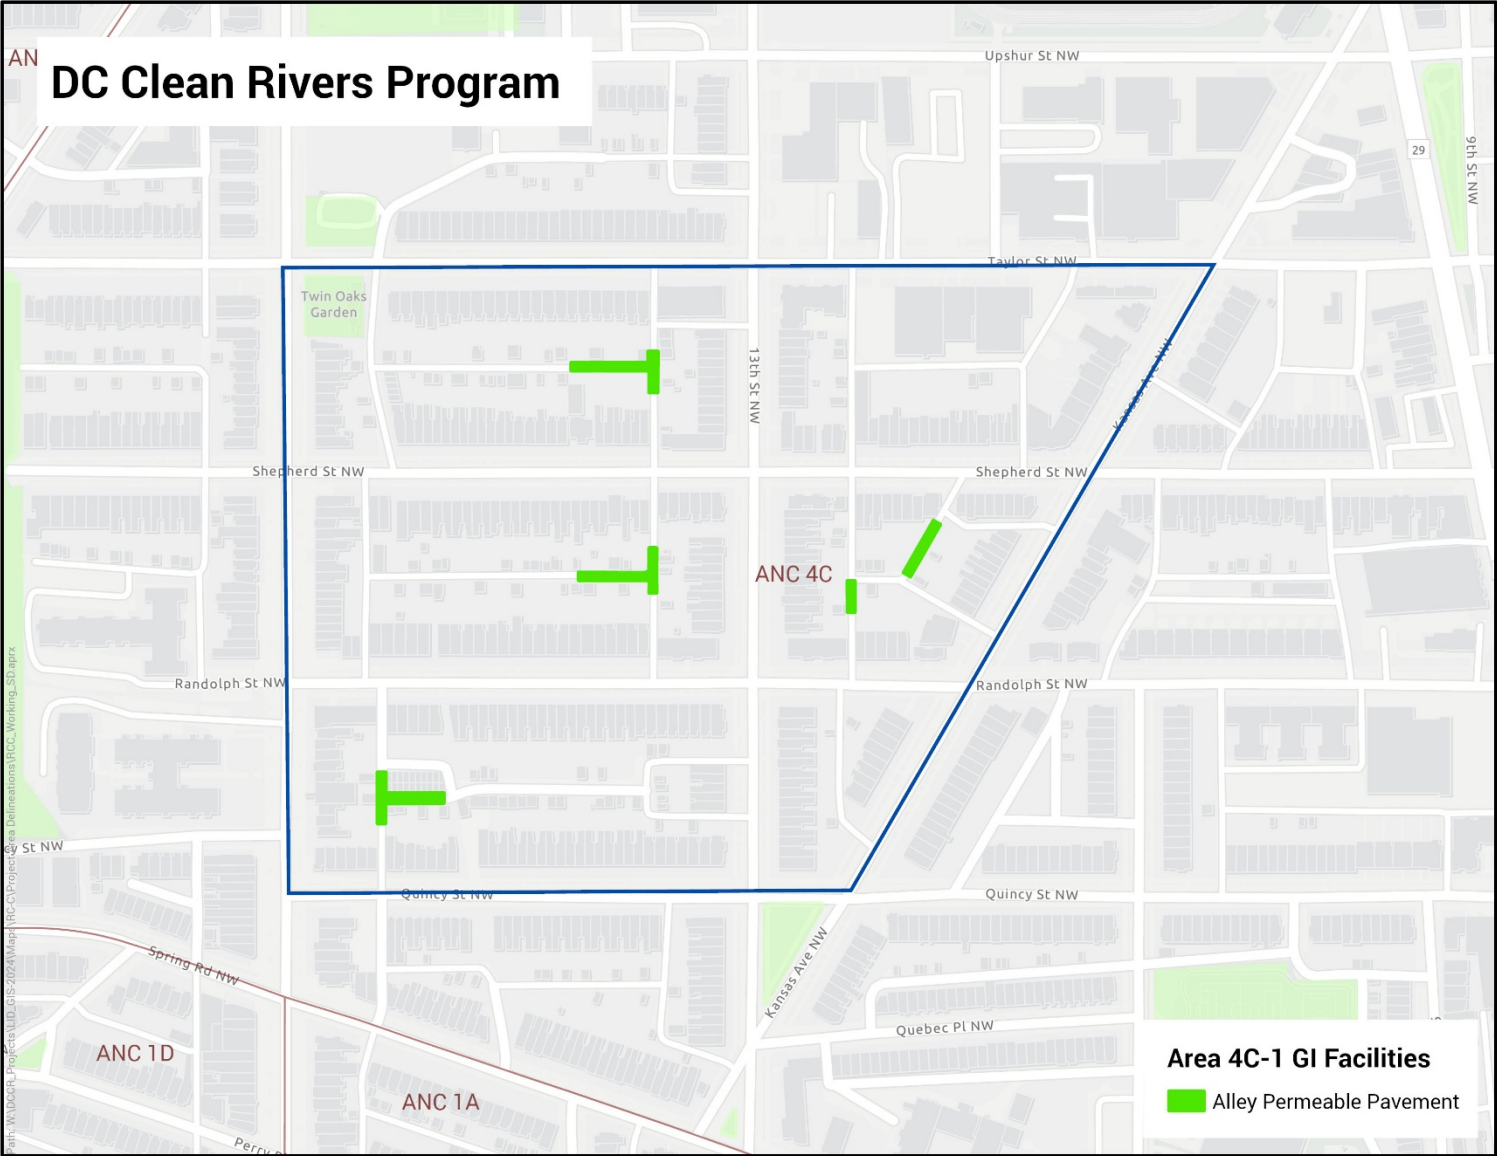 AN
DC Clean Rivers Program
Upshur St NW
29
9th St NW
Taylor St NW
Twin Oaks
Garden
13th St NW
Kansas Ave NW
Shepherd St NW
Shepherd St NW
ANC 4C
Randolph St NW
Randolph St NW
cy St NW
Quincy St NW
Quincy St NW
Spring Rd NW
Kansas Ave NW
Quebec Pl NW
ANC 1D
ANC 1A
Perry
Area 4C-1 GI Facilities
Alley Permeable Pavement